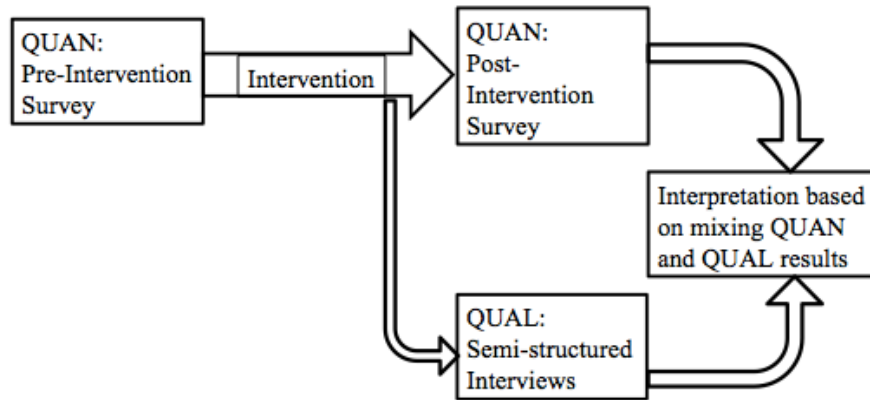 QUAN:
Pre-Intervention
Survey
Intervention
QUAN:
Post-
Intervention
Survey
Interpretation based
on mixing QUAN
and QUAL results
QUAL:
Semi-structured
Interviews